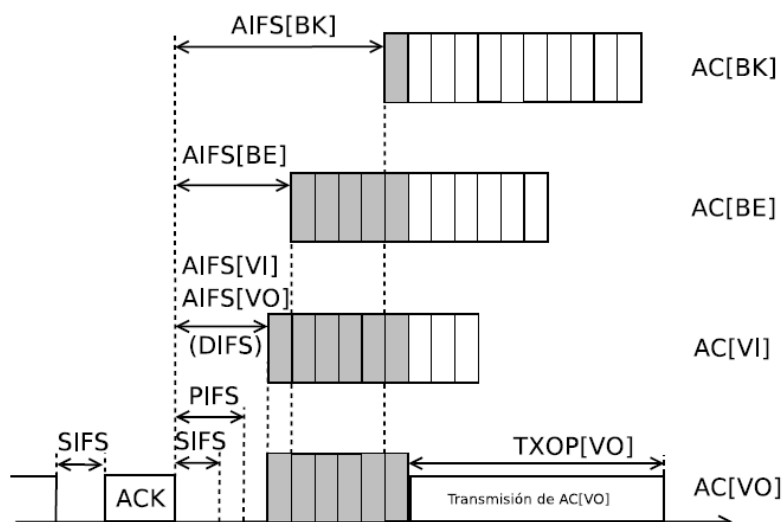 AIFS[BK]
AC[BK]
AIFS[BE]
AC[BE]
AIFS[VI]
AIFS[VO]
(DIFS)
AC[VI]
PIFS
SIFS
SIFS
TXOP[VO]
ACK
Transmisión de AC[VO]
AC[VO]